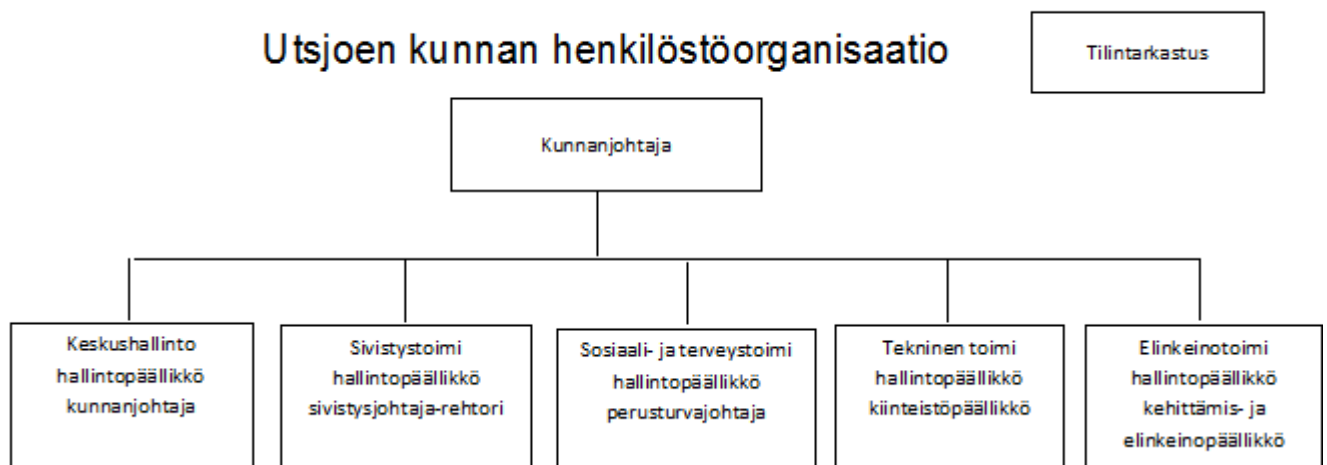 Utsjoen kunnan henkilöstöorganisaatio
Tilintarkastus
Kunnanjohtaja
Keskushallinto
hallintopäällikkö
kunnanjohtaja
Sivistystoimi
hallintopäällikkö
sivistysjohtaja-rehtori
Sosiaali- ja terveystoimi
hallintopäällikkö
perusturvajohtaja
Tekninen toimi
hallintopäällikkö
kiinteistöpäällikkö
Elinkeinotoimi
hallintopäällikkö
kehittämis- ja
elinkeinopäällikkö